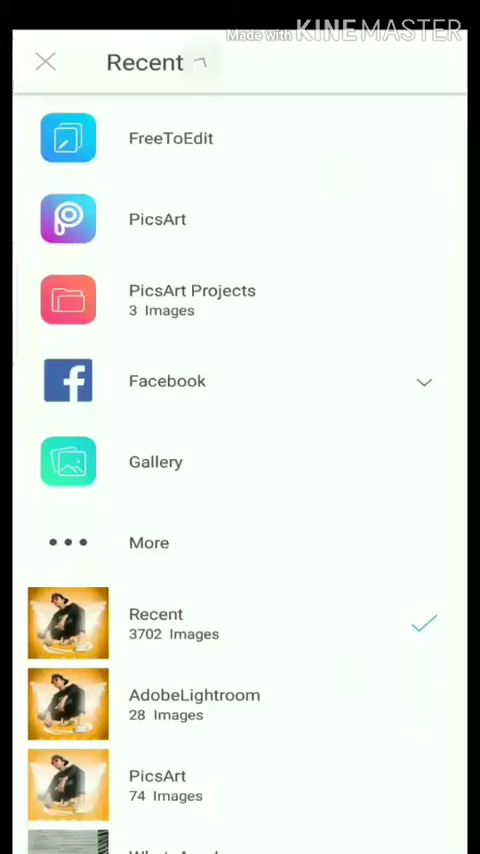 Made with KINEMASTER
Recent
FreeToEdit
PicsArt
PicsArt Projects
3 Images
Facebook
Gallery
More
Recent
3702 Images
AdobeLightroom
28 Images
PicsArt
74 Images